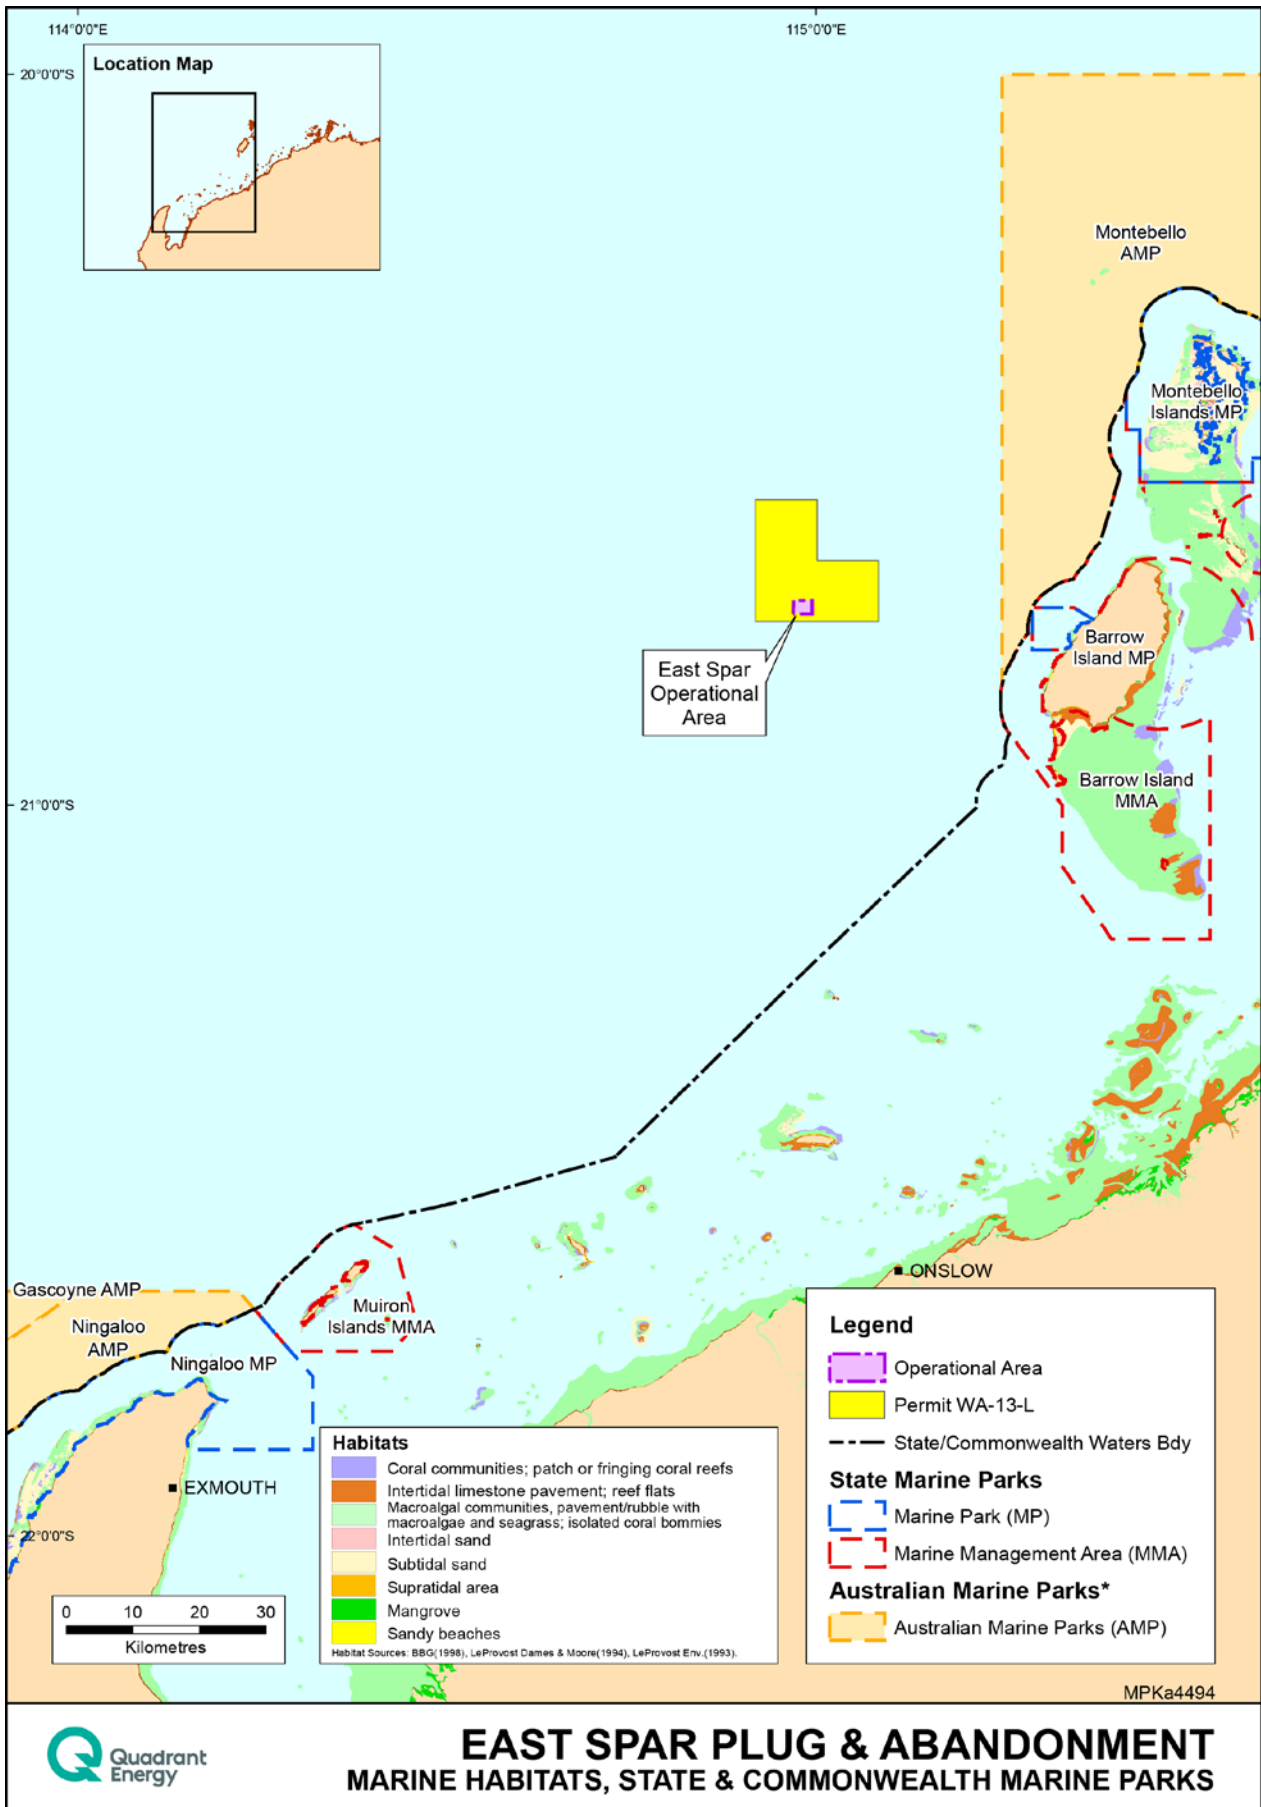 114°0'0"E
115°0'0"E
Location Map
20°0'0"S
Montebello
AMP
Montebello
Islands MP
East Spar
Operational
Area
Barrow
Island MP
Barrow Island
MMA
21°0'0"S
ONSLOW
Gascoyne AMP
Ningaloo
AMP
Muiron
Islands MMA
Ningaloo MP
EXMOUTH
22°0'0"S
0 10 20 30
Kilometres
Habitats
Coral communities; patch or fringing coral reefs
Intertidal limestone pavement; reef flats
Macroalgal communities, pavement/rubble with
macroalgae and seagrass; isolated coral bommies
Intertidal sand
Subtidal sand
Supratidal area
Mangrove
Sandy beaches
Habitat Sources: BBG(1998), LeProvost Dames & Moore(1994), LeProvost Env.(1993).
Legend
Operational Area
Permit WA-13-L
State/Commonwealth Waters Bdy
State Marine Parks
Marine Park (MP)
Marine Management Area (MMA)
Australian Marine Parks*
Australian Marine Parks (AMP)
MPKa4494
Quadrant
Energy
EAST SPAR PLUG & ABANDONMENT
MARINE HABITATS, STATE & COMMONWEALTH MARINE PARKS